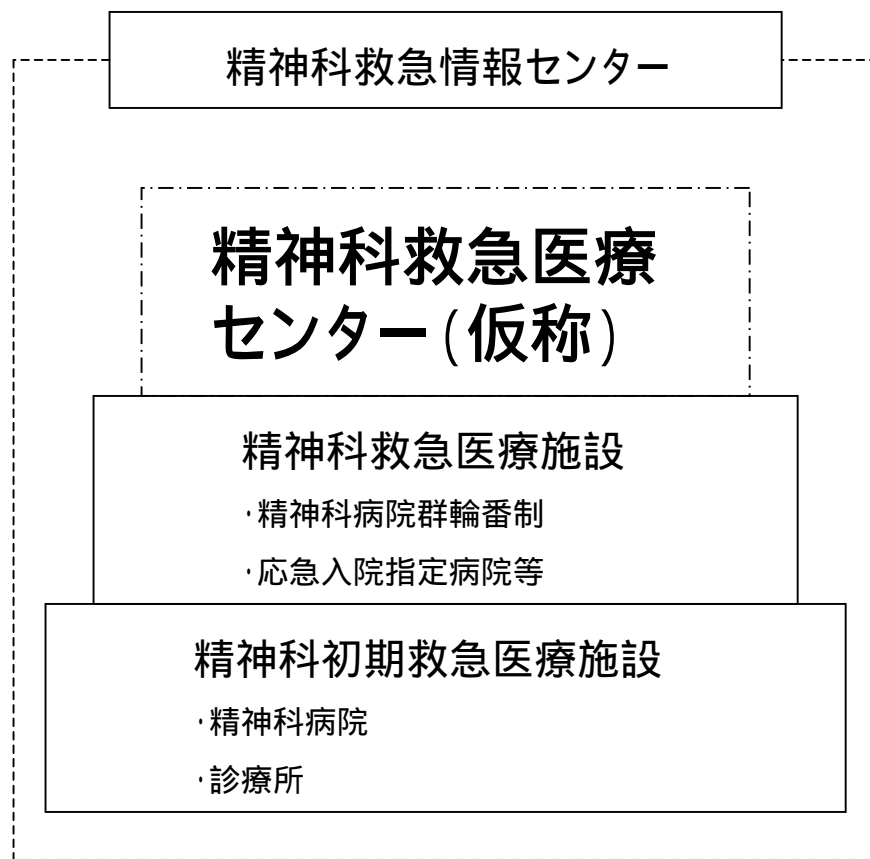 精神科救急情報センター
精神科救急医療
センター(仮称)
精神科救急医療施設
・精神科病院群輪番制
・応急入院指定病院等
精神科初期救急医療施設
・精神科病院
・診療所